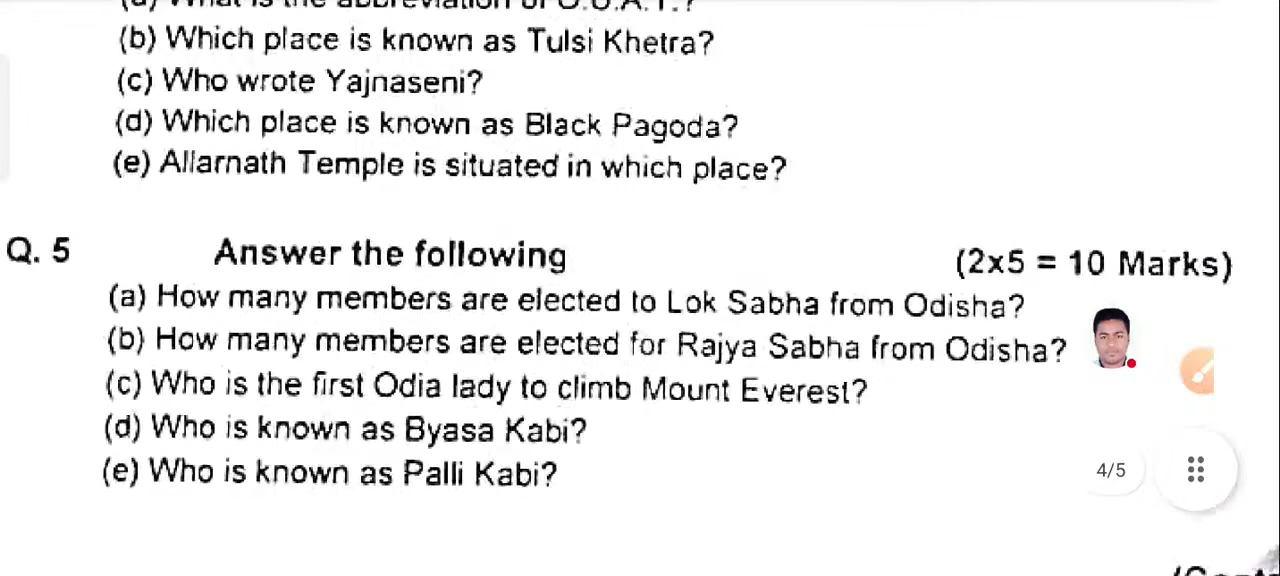 (b) Which place is known as Tulsi Khetra?
(c) Who wrote Yajnaseni?
(d) Which place is known as Black Pagoda?
(e) Allarnath Temple is situated in which place?
Q. 5 Answer the following (2x5 = 10 Marks)
(a) How many members are elected to Lok Sabha from Odisha?
(b) How many members are elected for Rajya Sabha from Odisha?
(c) Who is the first Odia lady to climb Mount Everest?
(d) Who is known as Byasa Kabi?
(e) Who is known as Palli Kabi?
4/5